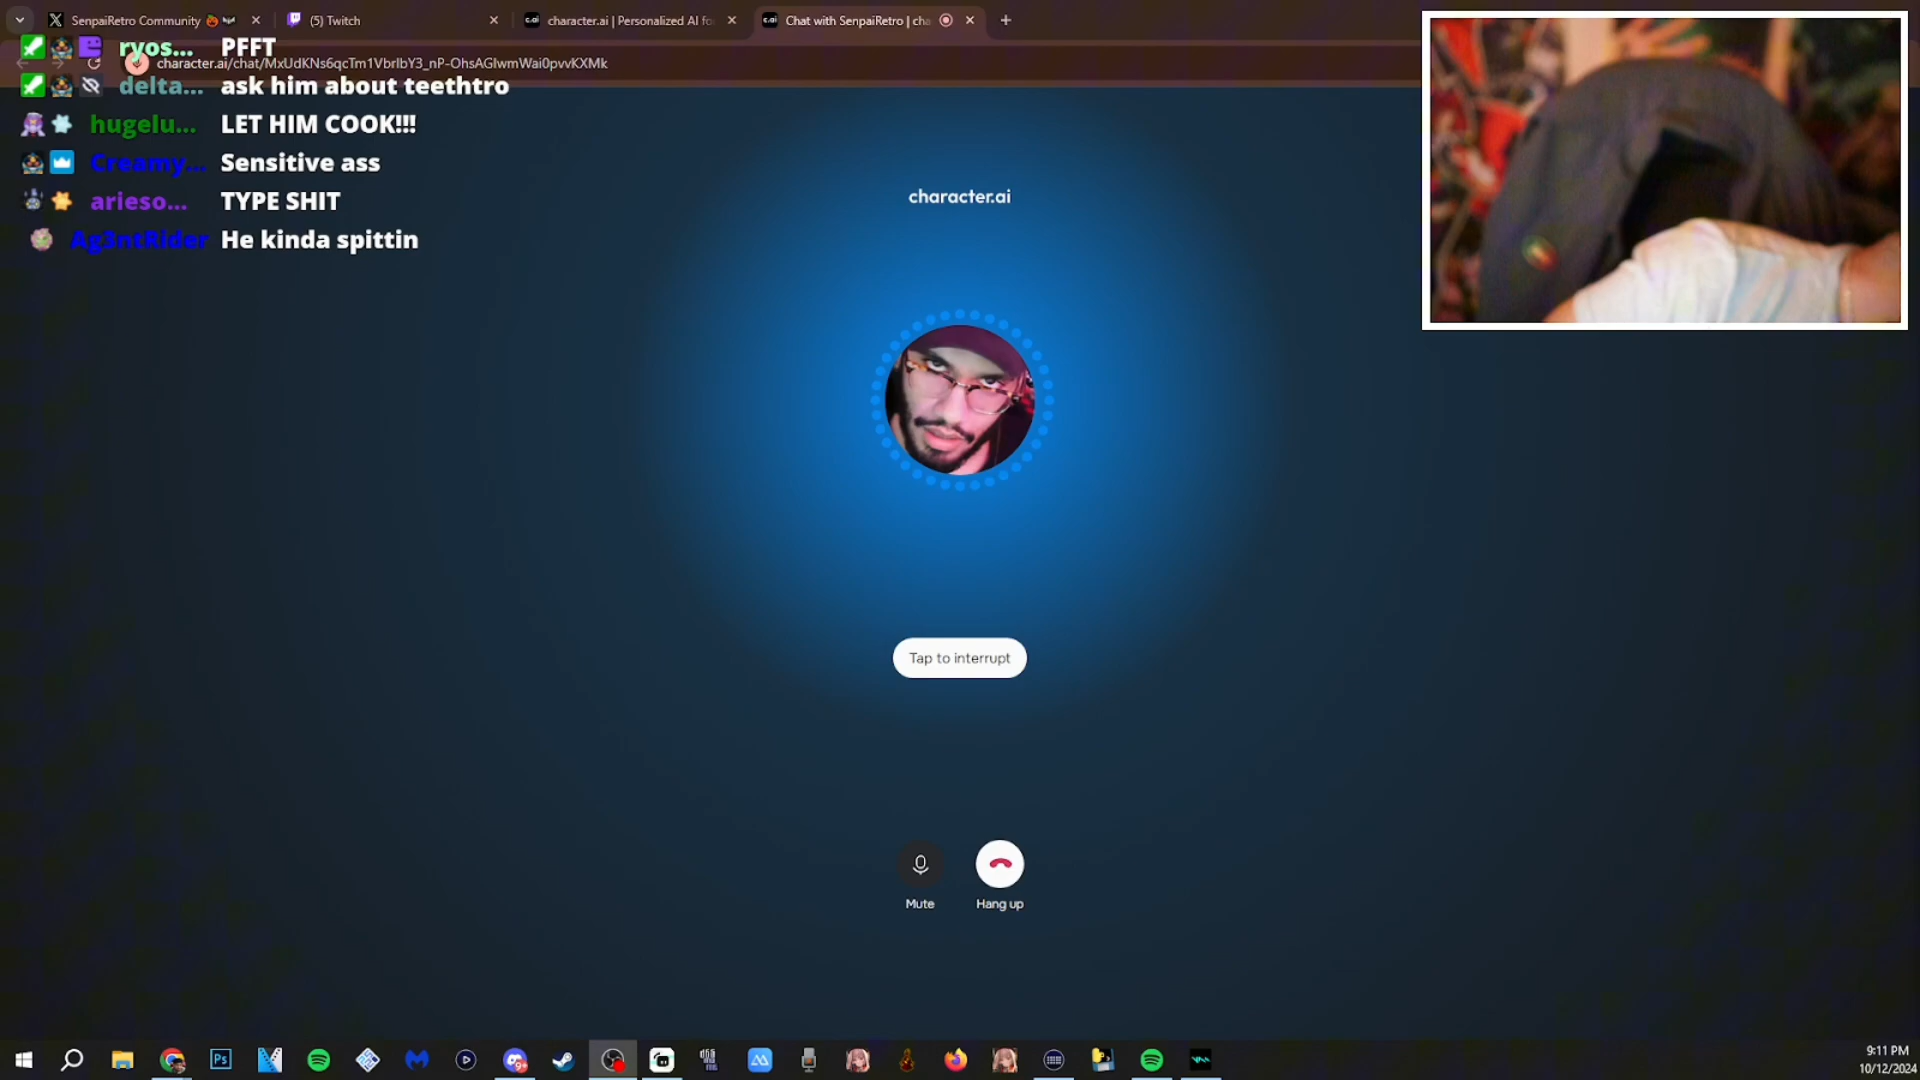 SenpaiRetro Community
(5) Twitch
character.ai | Personalized AI fo
Chat with SenpaiRetro | cha
ryos... PFFT
character.ai/chat/
delta... ask him about teethtro
hugelu... LET HIM COOK!!!
Creamy... Sensitive ass
arieso... TYPE SHIT
Ag3ntRider He kinda spittin
character.ai
Tap to interrupt
Mute
Hang up
9:11 PM
10/12/2024